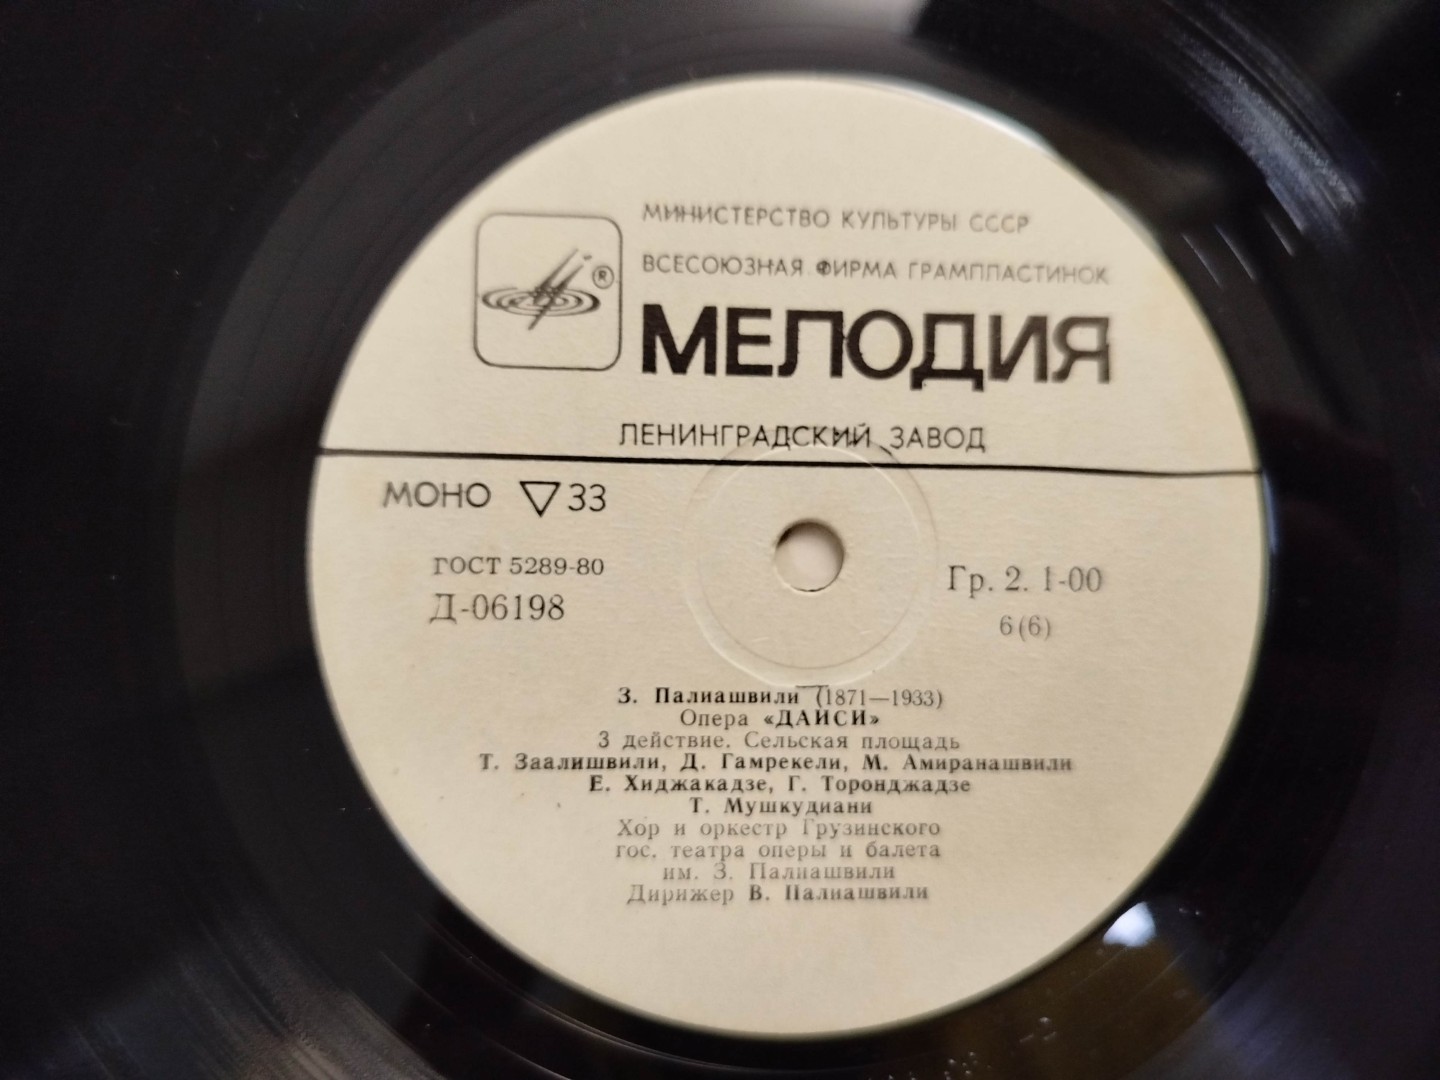 МИНИСТЕРСТВО КУЛЬТУРЫ СССР
ВСЕСОЮЗНАЯ ФИРМА ГРАМПЛАСТИНОК
®
МЕЛОДИЯ
ЛЕНИНГРАДСКИЙ ЗАВОД
МОНО ▽ 33
ГОСТ 5289-80
Д-06198
Гр. 2. 1-00
6(6)
З. Палиашвили (1871—1933)
Опера «ДАИСИ»
3 действие. Сельская площадь
Т. Заалишвили, Д. Гамрекели, М. Амиранашвили
Е. Хиджакадзе, Г. Торонджадзе
Т. Мушкудиани
Хор и оркестр Грузинского
гос. театра оперы и балета
им. З. Палиашвили
Дирижер В. Палиашвили